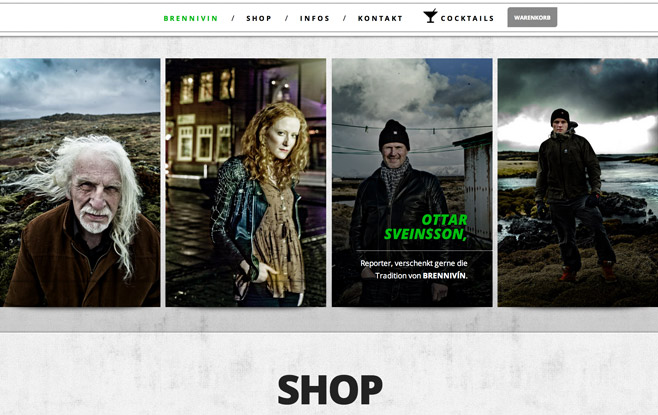 BRENNIVIN / SHOP / INFOS / KONTAKT COCKTAILS WARENKORB
OTTAR
SVEINSSON,
Reporter, verschenkt gerne die
Tradition von BRENNIVÍN.
SHOP